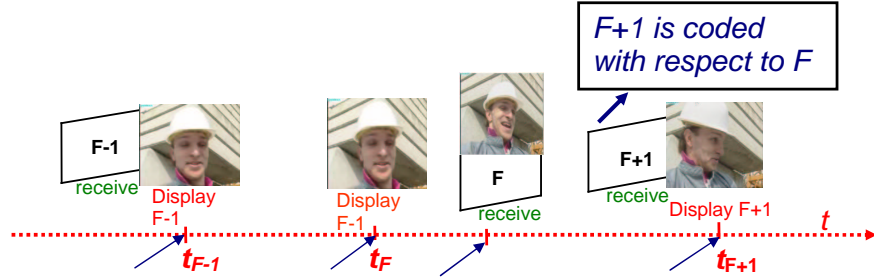 F+1 is coded
with respect to F
F-1
receive
Display
F-1
Display
F-1
F
receive
F+1
receive
Display F+1
t
tF-1
tF
tF+1